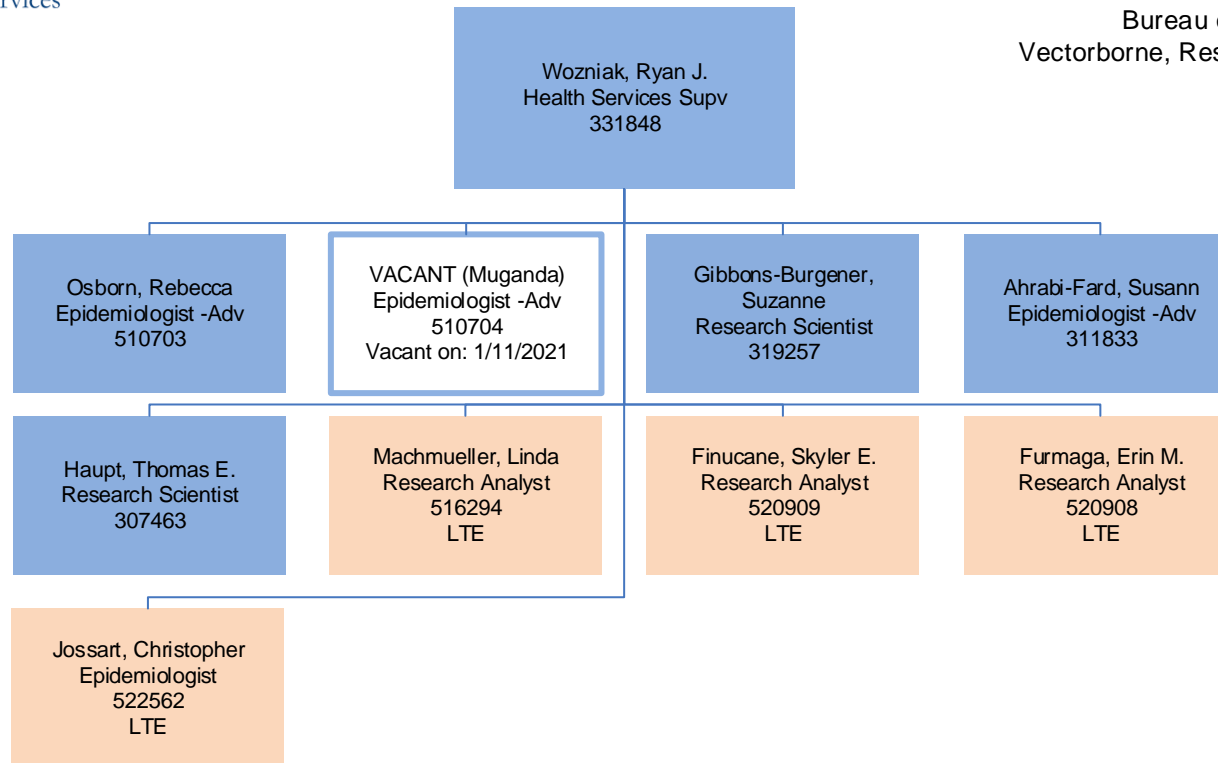 Bureau
Vectorborne,
Wozniak, Ryan J.
Health Services Supv
331848
Osborn, Rebecca
Epidemiologist -Adv
510703
VACANT (Muganda)
Epidemiologist -Adv
510704
Vacant on: 1/11/2021
Gibbons-Burgener,
Suzanne
Research Scientist
319257
Ahrabi-Fard, Susann
Epidemiologist -Adv
311833
Haupt, Thomas E.
Research Scientist
307463
Machmueller, Linda
Research Analyst
516294
LTE
Finucane, Skyler E.
Research Analyst
520909
LTE
Furmaga, Erin M.
Research Analyst
520908
LTE
Jossart, Christopher
Epidemiologist
522562
LTE